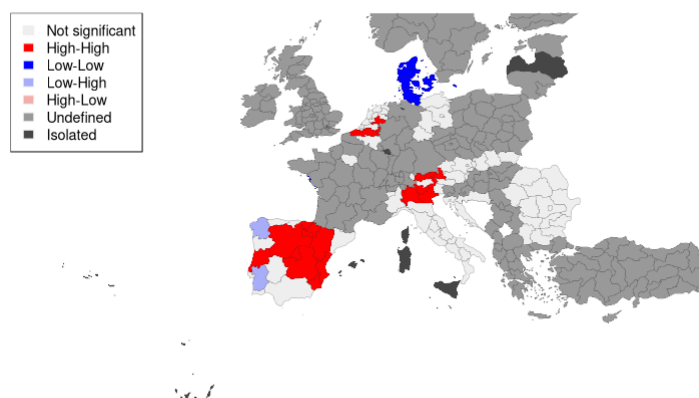 Not significant
High-High
Low-Low
Low-High
High-Low
Undefined
Isolated